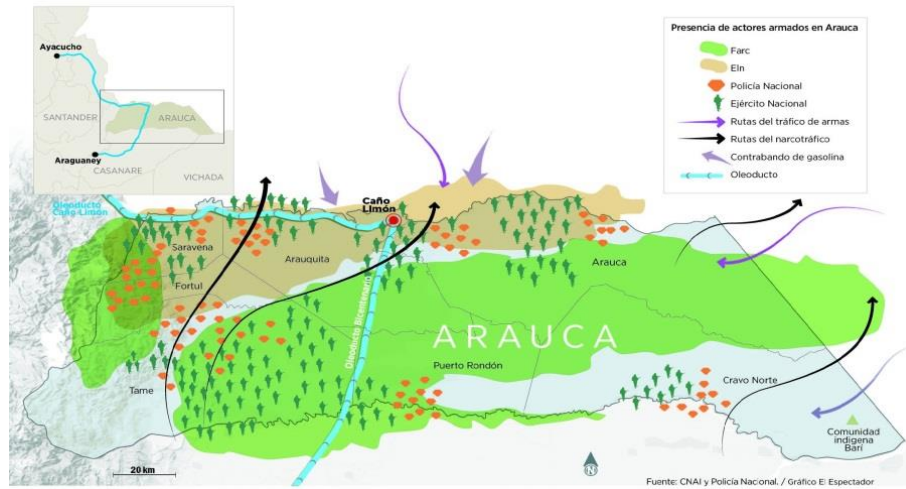 Ayacucho
SANTANDER
ARAUCA
Araguaney
CASANARE
VICHADA
Presencia de actores armados en Arauca
Farc
Eln
Policía Nacional
Ejército Nacional
Rutas del tráfico de armas
Rutas del narcotráfico
Contrabando de gasolina
Oleoducto
Oleoducto
Caño Limón
Caño
Limón
Saravena
Arauquita
Fortul
Arauca
Oleoducto Bicentenario
ARAUCA
Puerto Rondón
Tame
Cravo Norte
Comunidad
indigena
Barí
20 km
N
Fuente: CNAI y Policía Nacional. / Gráfico El Espectador